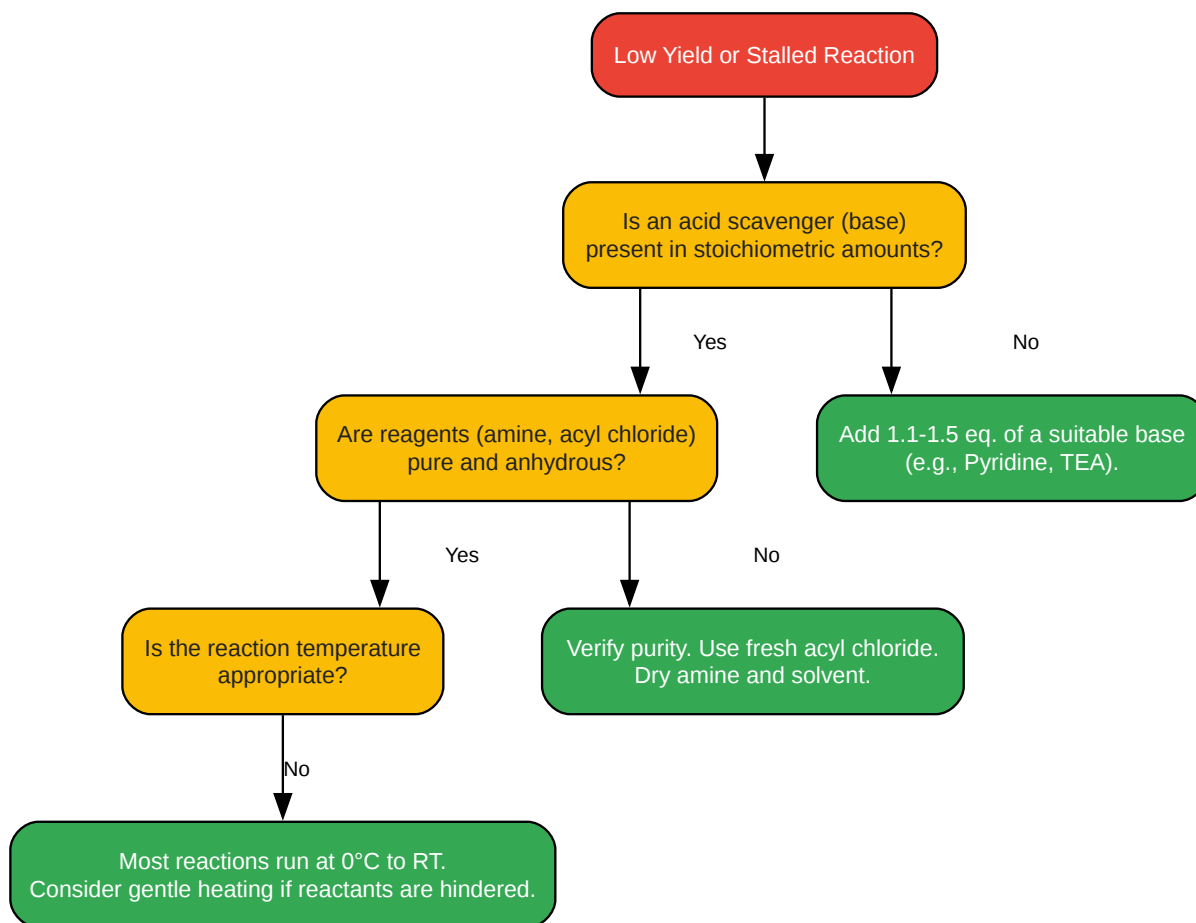 Low Yield or Stalled Reaction
Is an acid scavenger (base)
present in stoichiometric amounts?
Yes
No
Are reagents (amine, acyl chloride)
pure and anhydrous?
Add 1.1-1.5 eq. of a suitable base
(e.g., Pyridine, TEA).
Yes
No
Is the reaction temperature
appropriate?
Verify purity. Use fresh acyl chloride.
Dry amine and solvent.
No
Most reactions run at 0°C to RT.
Consider gentle heating if reactants are hindered.